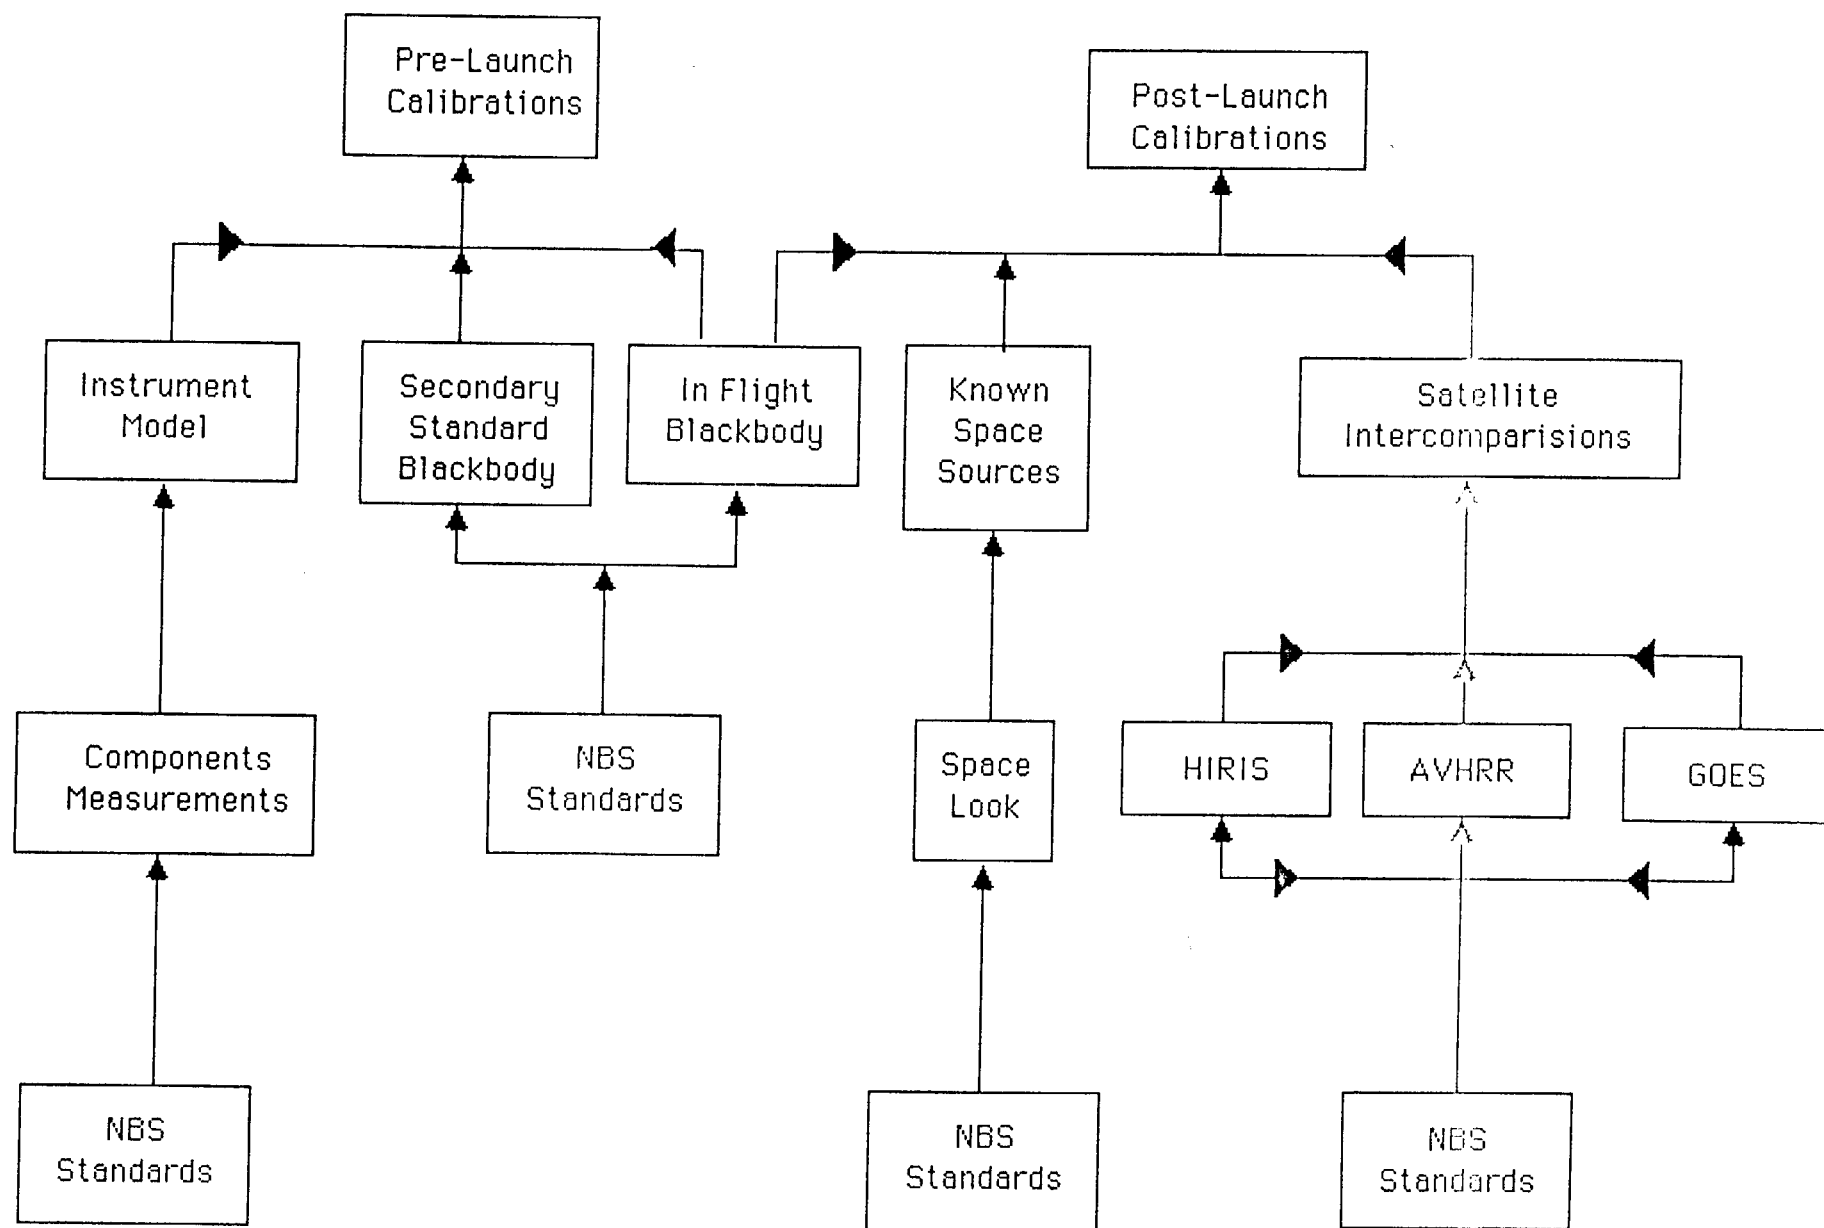 Pre-Launch
Calibrations
Post-Launch
Calibrations
Instrument
Model
Secondary
Standard
Blackbody
In Flight
Blackbody
Known
Space
Sources
Satellite
Intercomparisions
Components
Measurements
NBS
Standards
Space
Look
HIRIS
AVHRR
GOES
NBS
Standards
NBS
Standards
NBS
Standards